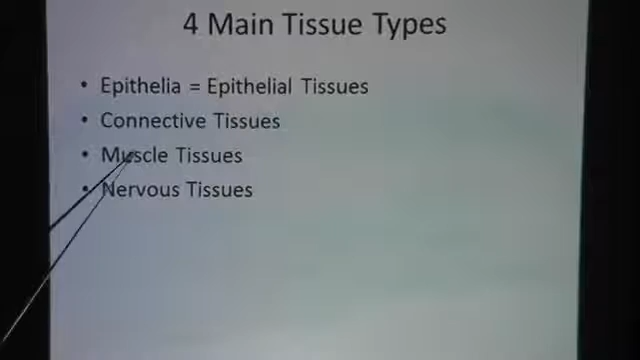 4 Main Tissue Types
• Epithelia = Epithelial Tissues
• Connective Tissues
• Muscle Tissues
• Nervous Tissues